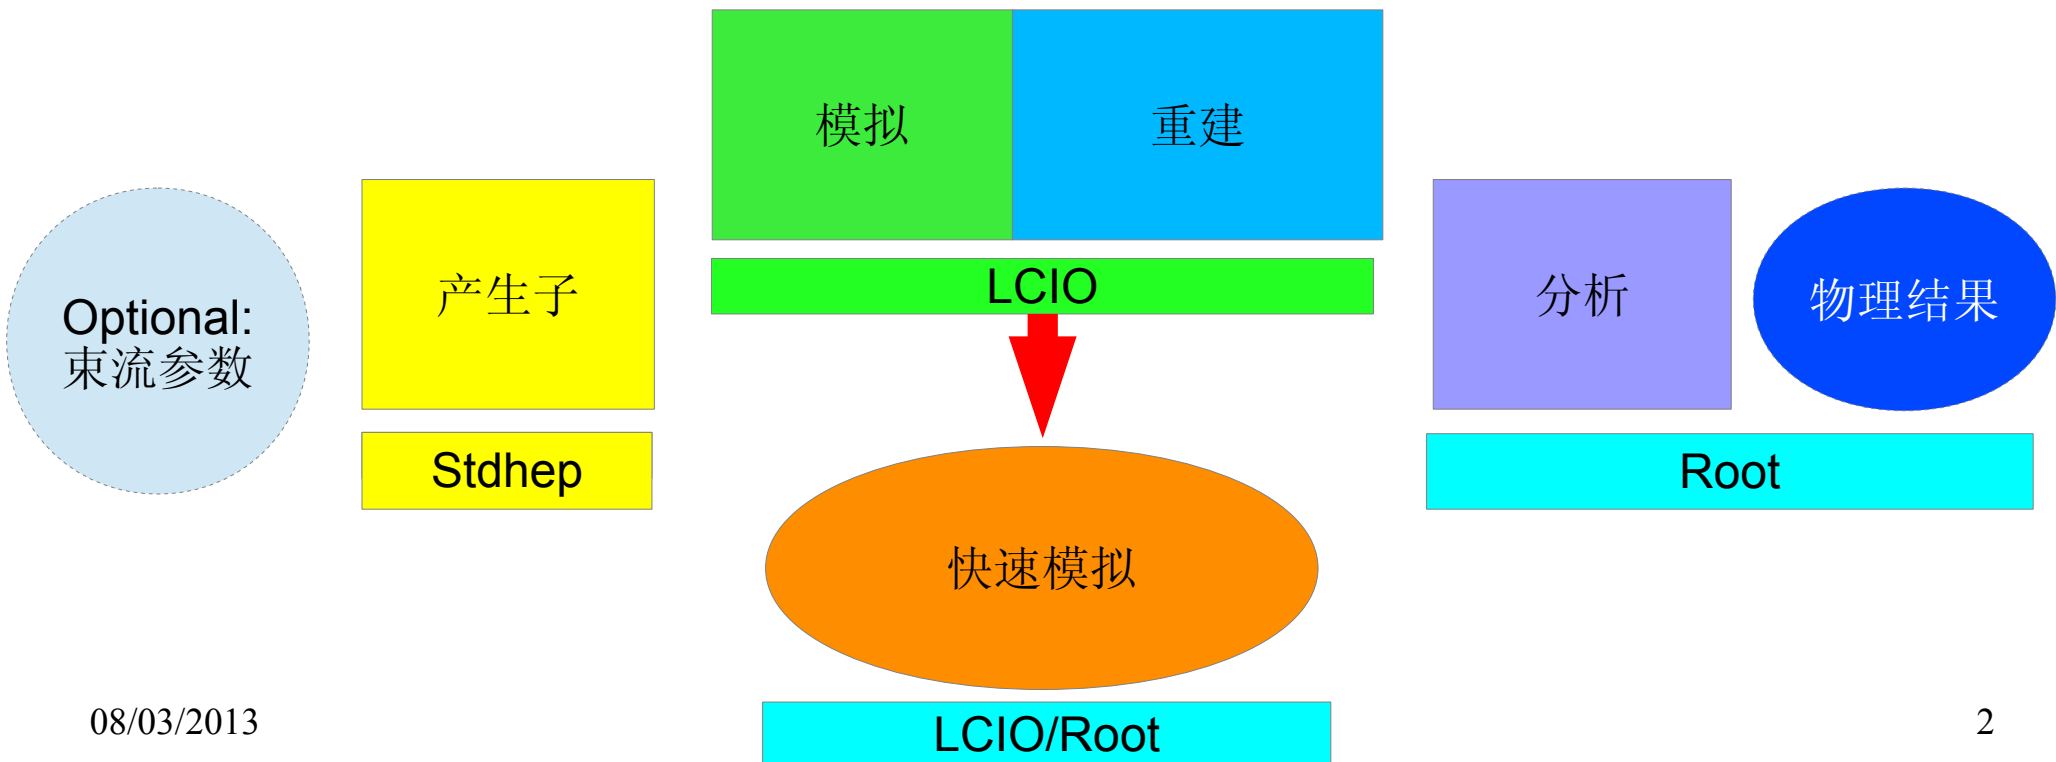 Optional:
束流参数
产生子
Stdhep
模拟
重建
LCIO
快速模拟
LCIO/Root
分析
物理结果
Root
08/03/2013
2